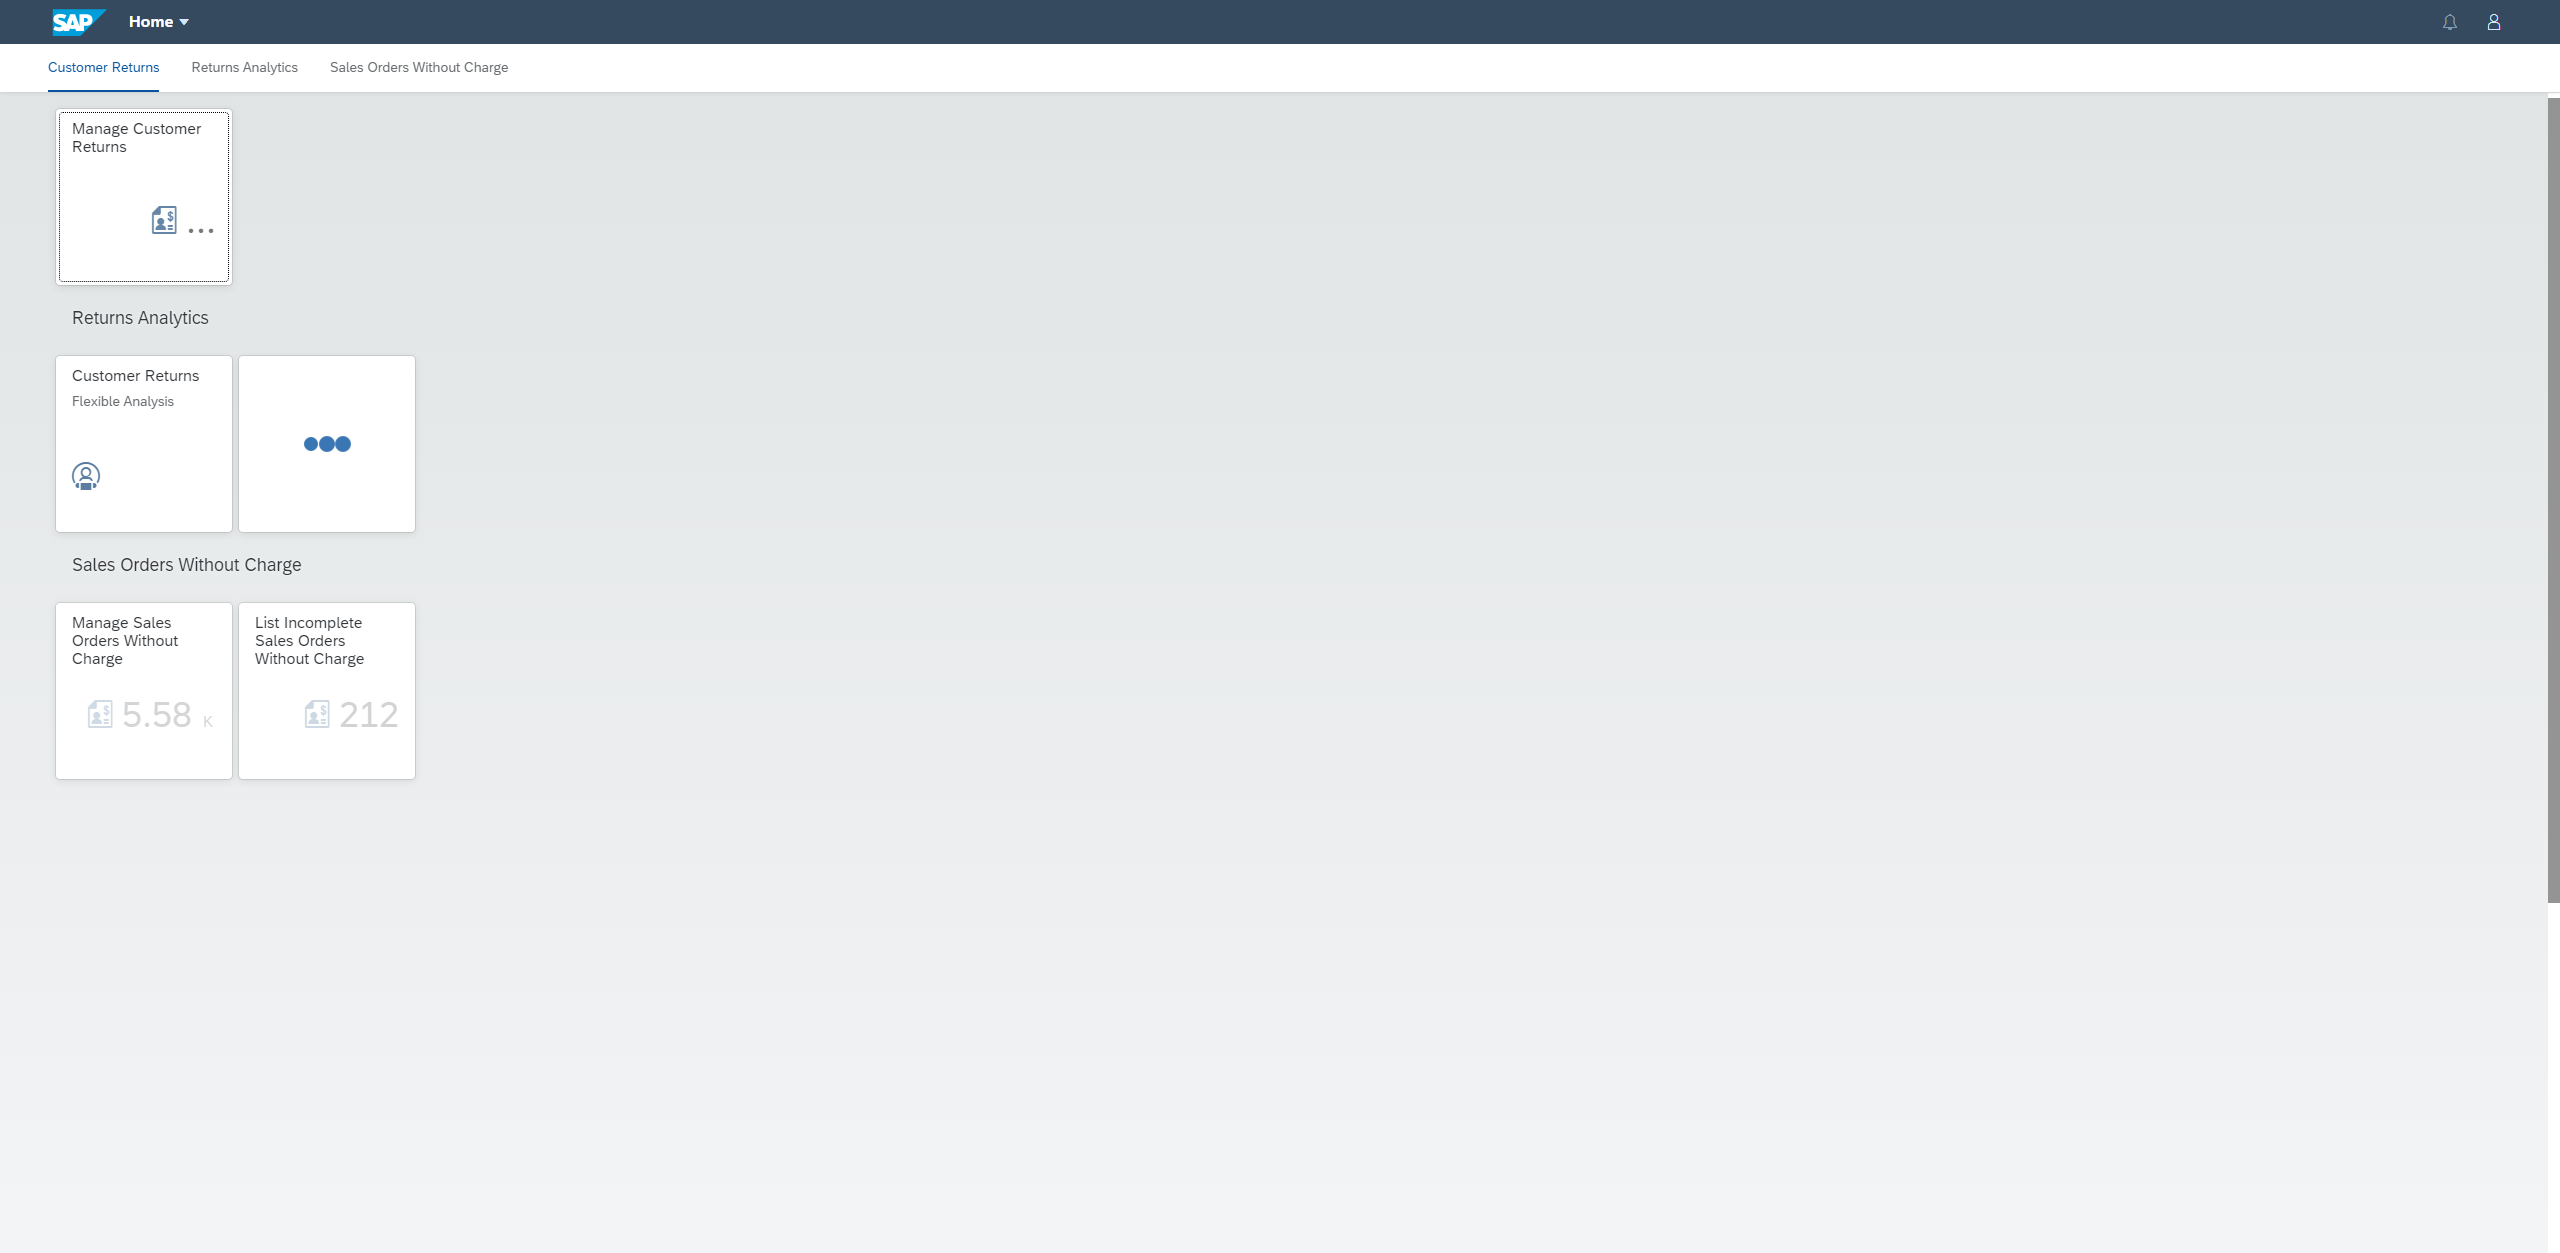 SAP Home
Customer Returns Returns Analytics Sales Orders Without Charge
Manage Customer
Returns
...
Returns Analytics
Customer Returns
Flexible Analysis
Sales Orders Without Charge
Manage Sales
Orders Without
Charge
5.58 K
List Incomplete
Sales Orders
Without Charge
212